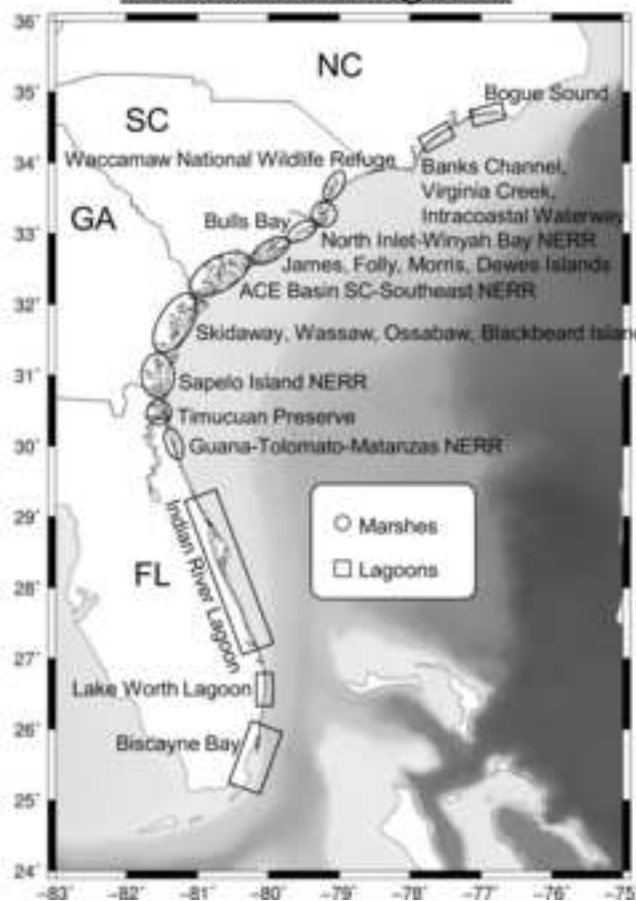 36°
NC
35°
Bogue Sound
SC
34°
Waccamaw National Wildlife Refuge
Banks Channel,
Virginia Creek,
Intracoastal Waterway
GA
Bulls Bay
33°
North Inlet-Winyah Bay NERR
James, Folly, Morris, Dewes Islands
ACE Basin SC-Southeast NERR
32°
Skidaway, Wassaw, Ossabaw, Blackbeard Island
31°
Sapelo Island NERR
Timucuan Preserve
30°
Guana-Tolomato-Matanzas NERR
29°
Marshes
Lagoons
Indian River Lagoon
FL
28°
27°
Lake Worth Lagoon
26°
Biscayne Bay
25°
24°
-83° -82° -81° -80° -79° -78° -77° -76° -75